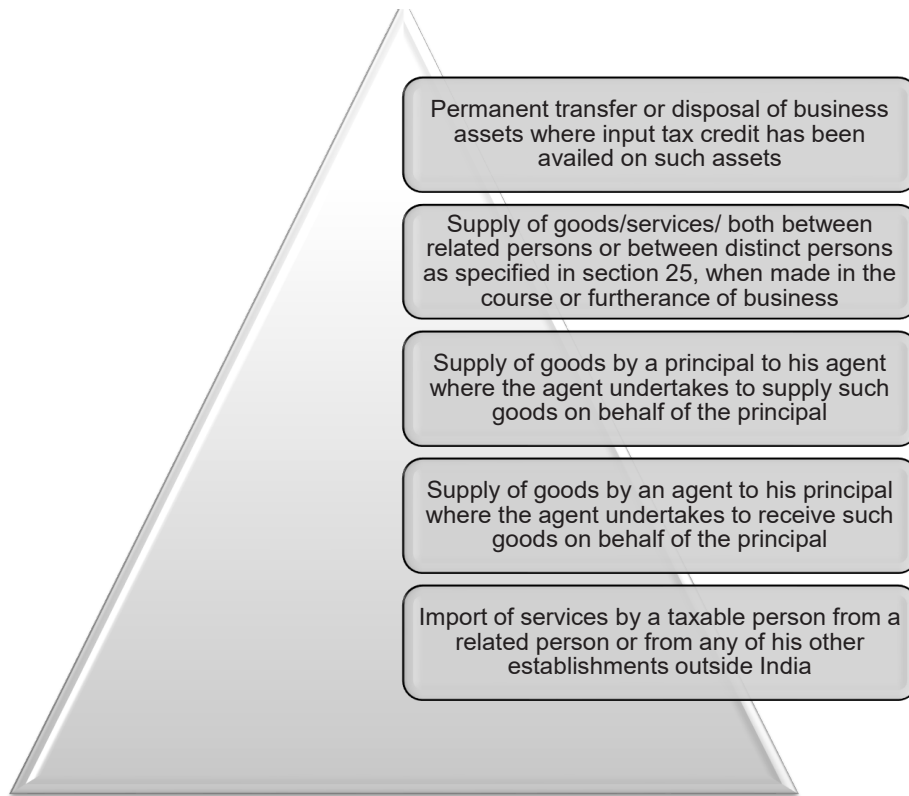 Permanent transfer or disposal of business
assets where input tax credit has been
availed on such assets
Supply of goods/services/ both between
related persons or between distinct persons
as specified in section 25, when made in the
course or furtherance of business
Supply of goods by a principal to his agent
where the agent undertakes to supply such
goods on behalf of the principal
Supply of goods by an agent to his principal
where the agent undertakes to receive such
goods on behalf of the principal
Import of services by a taxable person from a
related person or from any of his other
establishments outside India